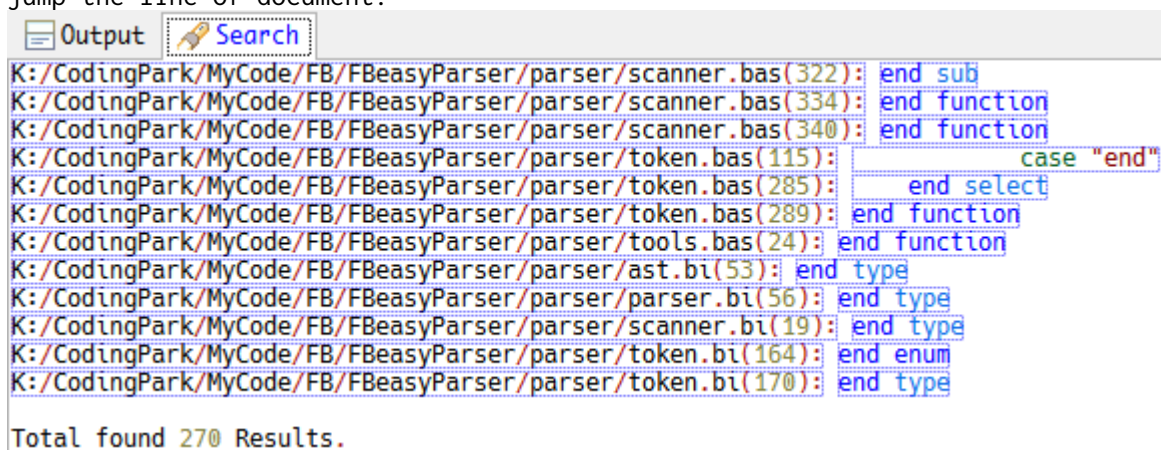 jump the line of document.
Output Search
K:/CodingPark/MyCode/FB/FBeasyParser/parser/scanner.bas(322): end sub
K:/CodingPark/MyCode/FB/FBeasyParser/parser/scanner.bas(334): end function
K:/CodingPark/MyCode/FB/FBeasyParser/parser/scanner.bas(340): end function
K:/CodingPark/MyCode/FB/FBeasyParser/parser/token.bas(115):             case "end"
K:/CodingPark/MyCode/FB/FBeasyParser/parser/token.bas(285):     end select
K:/CodingPark/MyCode/FB/FBeasyParser/parser/token.bas(289): end function
K:/CodingPark/MyCode/FB/FBeasyParser/parser/tools.bas(24): end function
K:/CodingPark/MyCode/FB/FBeasyParser/parser/ast.bi(53): end type
K:/CodingPark/MyCode/FB/FBeasyParser/parser/parser.bi(56): end type
K:/CodingPark/MyCode/FB/FBeasyParser/parser/scanner.bi(19): end type
K:/CodingPark/MyCode/FB/FBeasyParser/parser/token.bi(164): end enum
K:/CodingPark/MyCode/FB/FBeasyParser/parser/token.bi(170): end type
Total found 270 Results.